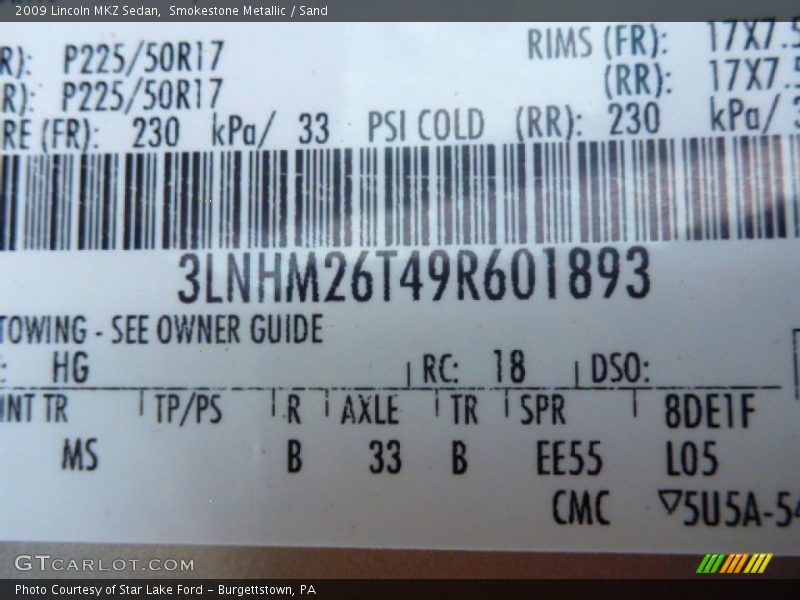 2009 Lincoln MKZ Sedan, Smokestone Metallic / Sand
R): P225/50R17 RIMS (FR): 17X7.5
R): P225/50R17 (RR): 17X7.5
RE (FR): 230 kPa/ 33 PSI COLD (RR): 230 kPa/ 3
3LNHM26T49R601893
TOWING - SEE OWNER GUIDE
: HG RC: 18 DSO:
INT TR TP/PS R AXLE TR SPR 8DE1F
MS B 33 B EE55 L05
CMC ▽5U5A-54
GTCARLOT.COM
Photo Courtesy of Star Lake Ford - Burgettstown, PA